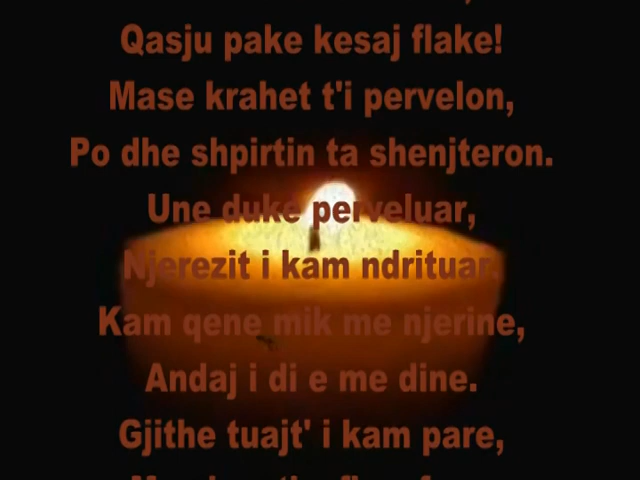 Qasju pake kesaj flake!
Mase krahet t'i pervelon,
Po dhe shpirtin ta shenjteron.
Une duke perveluar,
Njerezit i kam ndrituar.
Kam qene mik me njerine,
Andaj i di e me dine.
Gjithe tuajt' i kam pare,